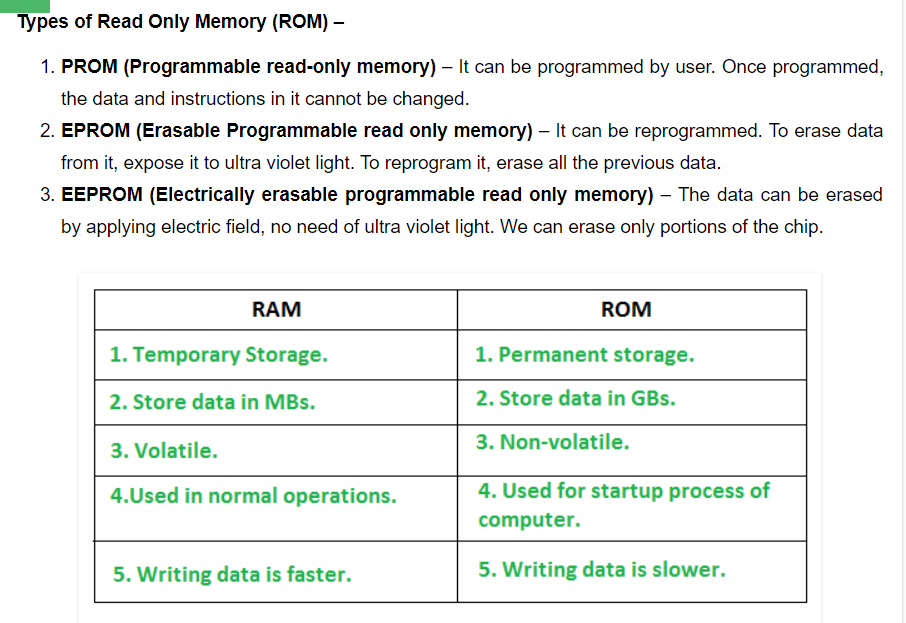 Types of Read Only Memory (ROM) –
1. PROM (Programmable read-only memory) – It can be programmed by user. Once programmed,
the data and instructions in it cannot be changed.
2. EPROM (Erasable Programmable read only memory) – It can be reprogrammed. To erase data
from it, expose it to ultra violet light. To reprogram it, erase all the previous data.
3. EEPROM (Electrically erasable programmable read only memory) – The data can be erased
by applying electric field, no need of ultra violet light. We can erase only portions of the chip.
RAM
ROM
1. Temporary Storage.
1. Permanent storage.
2. Store data in MBs.
2. Store data in GBs.
3. Volatile.
3. Non-volatile.
4.Used in normal operations.
4. Used for startup process of
computer.
5. Writing data is faster.
5. Writing data is slower.